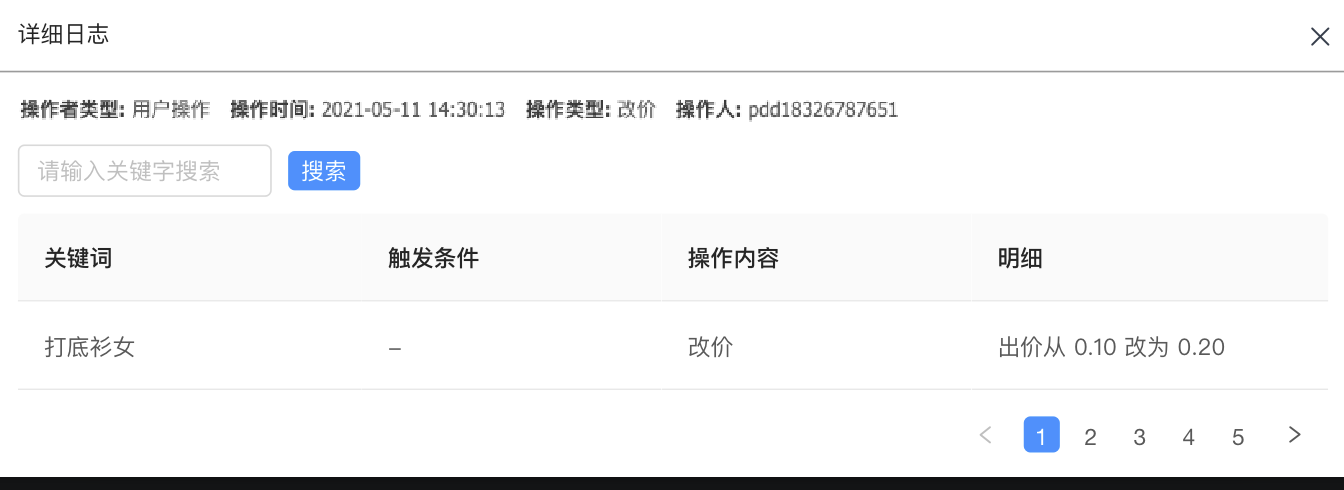 详细日志
操作者类型: 用户操作 操作时间: 2021-05-11 14:30:13 操作类型: 改价 操作人: pdd18326787651
请输入关键字搜索 搜索
关键词 触发条件 操作内容 明细
打底衫女 – 改价 出价从 0.10 改为 0.20
1 2 3 4 5